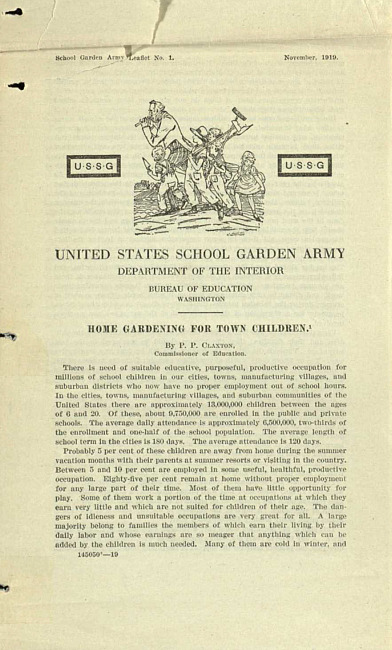 School Garden Army Leaflet No. 1. November, 1919.
U·S·S·G U·S·S·G
UNITED STATES SCHOOL GARDEN ARMY
DEPARTMENT OF THE INTERIOR
BUREAU OF EDUCATION
WASHINGTON
HOME GARDENING FOR TOWN CHILDREN.¹
By P. P. Claxton,
Commissioner of Education.
There is need of suitable educative, purposeful, productive occupation for
millions of school children in our cities, towns, manufacturing villages, and
suburban districts who now have no proper employment out of school hours.
In the cities, towns, manufacturing villages, and suburban communities of the
United States there are approximately 13,000,000 children between the ages
of 6 and 20. Of these, about 9,750,000 are enrolled in the public and private
schools. The average daily attendance is approximately 6,500,000, two-thirds of
the enrollment and one-half of the school population. The average length of
school term in the cities is 180 days. The average attendance is 120 days.
Probably 5 per cent of these children are away from home during the summer
vacation months with their parents at summer resorts or visiting in the country.
Between 5 and 10 per cent are employed in some useful, healthful, productive
occupation. Eighty-five per cent remain at home without proper employment
for any large part of their time. Most of them have little opportunity for
play. Some of them work a portion of the time at occupations at which they
earn very little and which are not suited for children of their age. The dan-
gers of idleness and unsuitable occupations are very great for all. A large
majority belong to families the members of which earn their living by their
daily labor and whose earnings are so meager that anything which can be
added by the children is much needed. Many of them are cold in winter, and
145050°—19